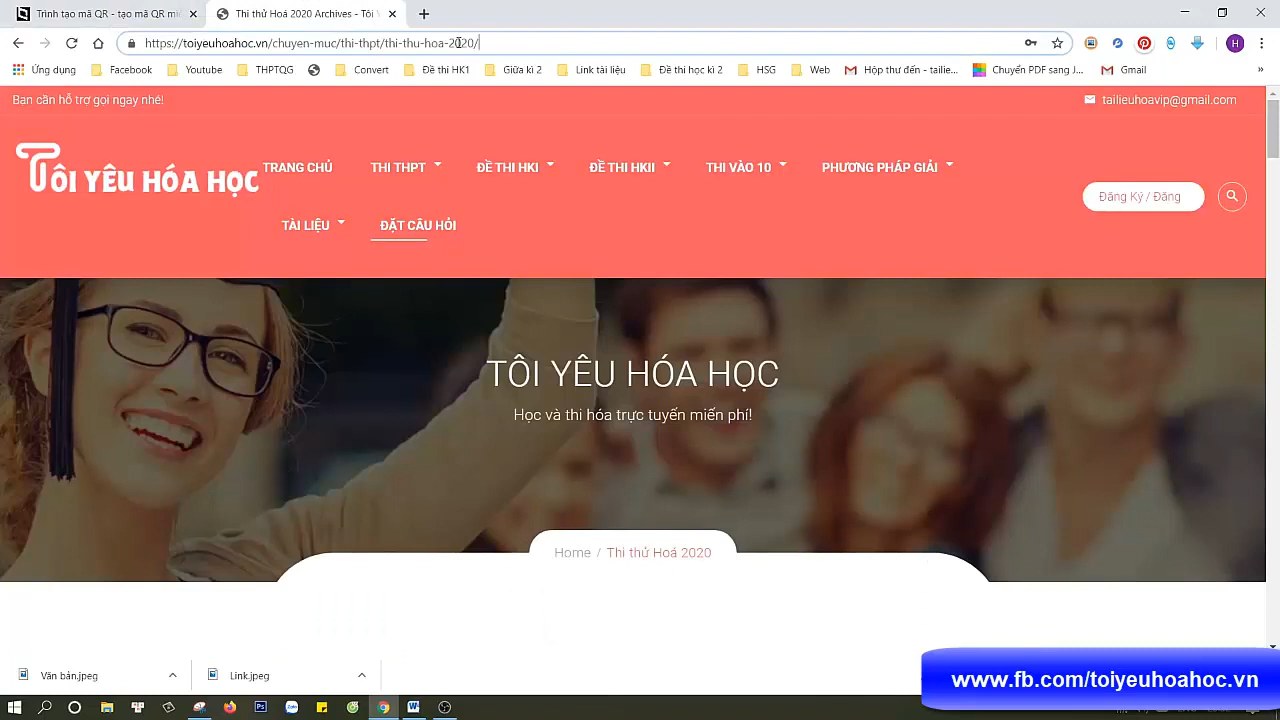 Trình tạo mã QR - tạo mã QR mi
Thi thử Hoá 2020 Archives - Tôi Y
https://toiyeuhoahoc.vn/chuyen-muc/thi-thpt/thi-thu-hoa-2020/
H
Ứng dụng
Facebook
Youtube
THPTQG
Convert
Đề thi HK1
Giữa kì 2
Link tài liệu
Đề thi học kì 2
HSG
Web
Hộp thư đến - tailie...
Chuyển PDF sang J...
Gmail
»
Bạn cần hỗ trợ gọi ngay nhé!
tailieuhoavip@gmail.com
TÔI YÊU HÓA HỌC
TRANG CHỦ
THI THPT
ĐỀ THI HKI
ĐỀ THI HKII
THI VÀO 10
PHƯƠNG PHÁP GIẢI
Đăng Ký / Đăng
TÀI LIỆU
ĐẶT CÂU HỎI
TÔI YÊU HÓA HỌC
Học và thi hóa trực tuyến miến phí!
Home / Thi thử Hoá 2020
Văn bản.jpeg
Link.jpeg
www.fb.com/toiyeuhoahoc.vn